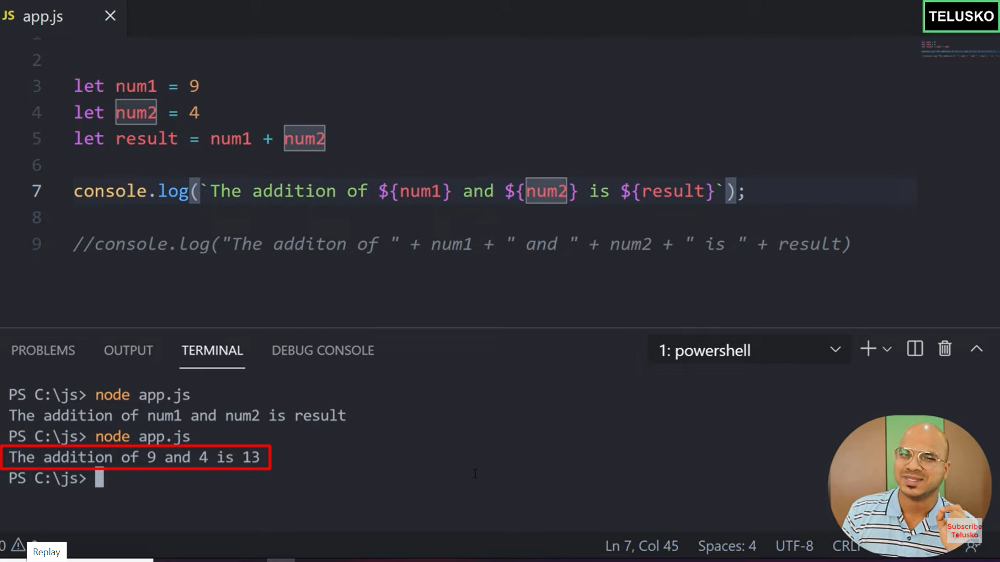 JS app.js
TELUSKO
1
2
3 let num1 = 9
4 let num2 = 4
5 let result = num1 + num2
6
7 console.log(`The addition of ${num1} and ${num2} is ${result}`);
8
9 //console.log("The additon of " + num1 + " and " + num2 + " is " + result)
PROBLEMS OUTPUT TERMINAL DEBUG CONSOLE 1: powershell
PS C:\js> node app.js
The addition of num1 and num2 is result
PS C:\js> node app.js
The addition of 9 and 4 is 13
PS C:\js>
Subscribe
Telusko
0 Ln 7, Col 45 Spaces: 4 UTF-8 CRLF
Replay